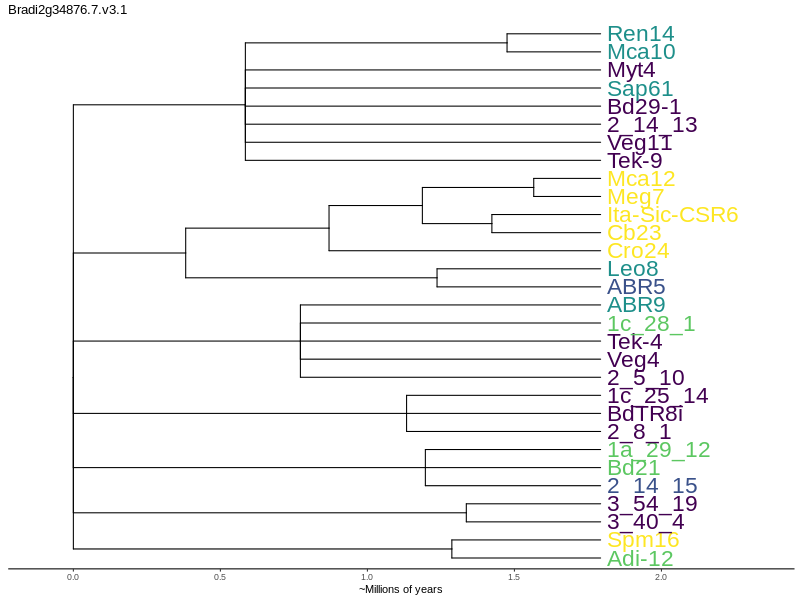 Bradi2g34876.7.v3.1
Ren14
Mca10
Myt4
Sap61
Bd29-1
2_14_13
Veg11
Tek-9
Mca12
Meg7
Ita-Sic-CSR6
Cb23
Cro24
Leo8
ABR5
ABR9
1c_28_1
Tek-4
Veg4
2_5_10
1c_25_14
BdTR8i
2_8_1
1a_29_12
Bd21
2_14_15
3_54_19
3_40_4
Spm16
Adi-12
0.0 0.5 1.0 1.5 2.0
~Millions of years